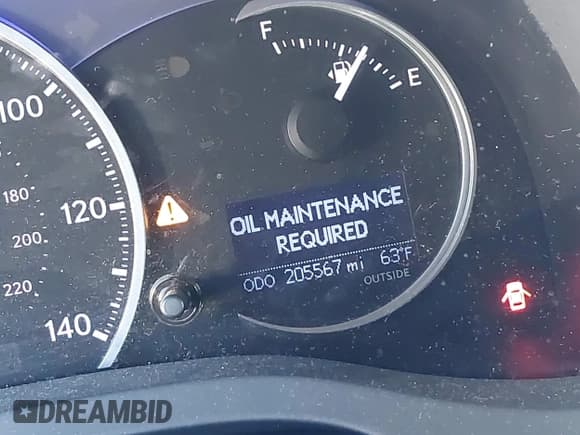 F
E
100
180
120
200
220
140
OIL MAINTENANCE
REQUIRED
ODO 205567 mi 63°F
OUTSIDE
DREAMBID